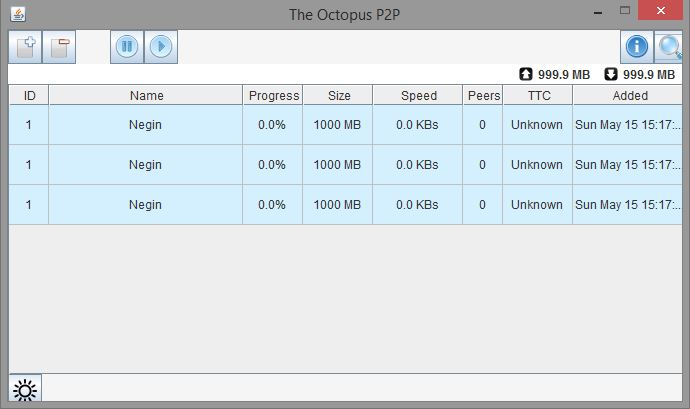 The Octopus P2P
999.9 MB 999.9 MB
ID Name Progress Size Speed Peers TTC Added
1 Negin 0.0% 1000 MB 0.0 KBs 0 Unknown Sun May 15 15:17:...
1 Negin 0.0% 1000 MB 0.0 KBs 0 Unknown Sun May 15 15:17:...
1 Negin 0.0% 1000 MB 0.0 KBs 0 Unknown Sun May 15 15:17:...